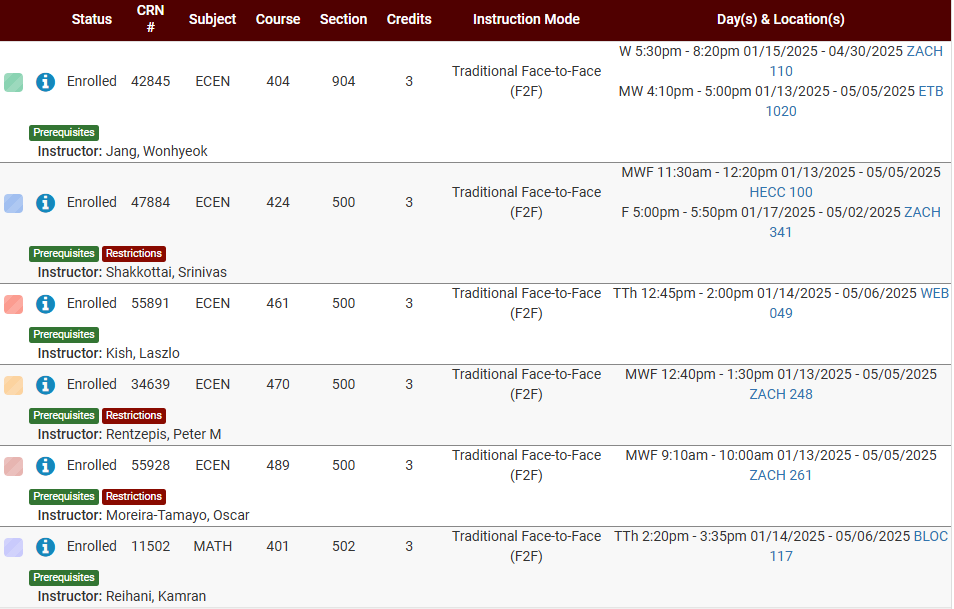 Status CRN # Subject Course Section Credits Instruction Mode Day(s) & Location(s)
Enrolled 42845 ECEN 404 904 3 Traditional Face-to-Face (F2F) W 5:30pm - 8:20pm 01/15/2025 - 04/30/2025 ZACH 110
MW 4:10pm - 5:00pm 01/13/2025 - 05/05/2025 ETB 1020
Prerequisites
Instructor: Jang, Wonhyeok
Enrolled 47884 ECEN 424 500 3 Traditional Face-to-Face (F2F) MWF 11:30am - 12:20pm 01/13/2025 - 05/05/2025 HECC 100
F 5:00pm - 5:50pm 01/17/2025 - 05/02/2025 ZACH 341
Prerequisites Restrictions
Instructor: Shakkottai, Srinivas
Enrolled 55891 ECEN 461 500 3 Traditional Face-to-Face (F2F) TTh 12:45pm - 2:00pm 01/14/2025 - 05/06/2025 WEB 049
Prerequisites
Instructor: Kish, Laszlo
Enrolled 34639 ECEN 470 500 3 Traditional Face-to-Face (F2F) MWF 12:40pm - 1:30pm 01/13/2025 - 05/05/2025 ZACH 248
Prerequisites Restrictions
Instructor: Rentzepis, Peter M
Enrolled 55928 ECEN 489 500 3 Traditional Face-to-Face (F2F) MWF 9:10am - 10:00am 01/13/2025 - 05/05/2025 ZACH 261
Prerequisites Restrictions
Instructor: Moreira-Tamayo, Oscar
Enrolled 11502 MATH 401 502 3 Traditional Face-to-Face (F2F) TTh 2:20pm - 3:35pm 01/14/2025 - 05/06/2025 BLOC 117
Prerequisites
Instructor: Reihani, Kamran